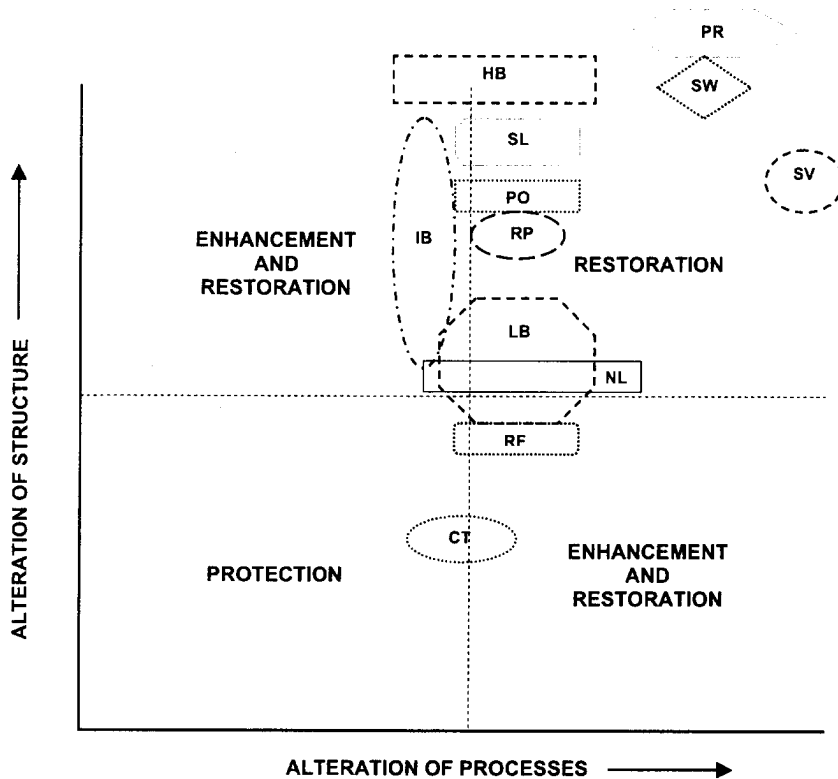 PR
HB
SW
SL
SV
PO
IB
RP
ENHANCEMENT
AND
RESTORATION
RESTORATION
LB
NL
RF
CT
PROTECTION
ENHANCEMENT
AND
RESTORATION
ALTERATION OF STRUCTURE
ALTERATION OF PROCESSES